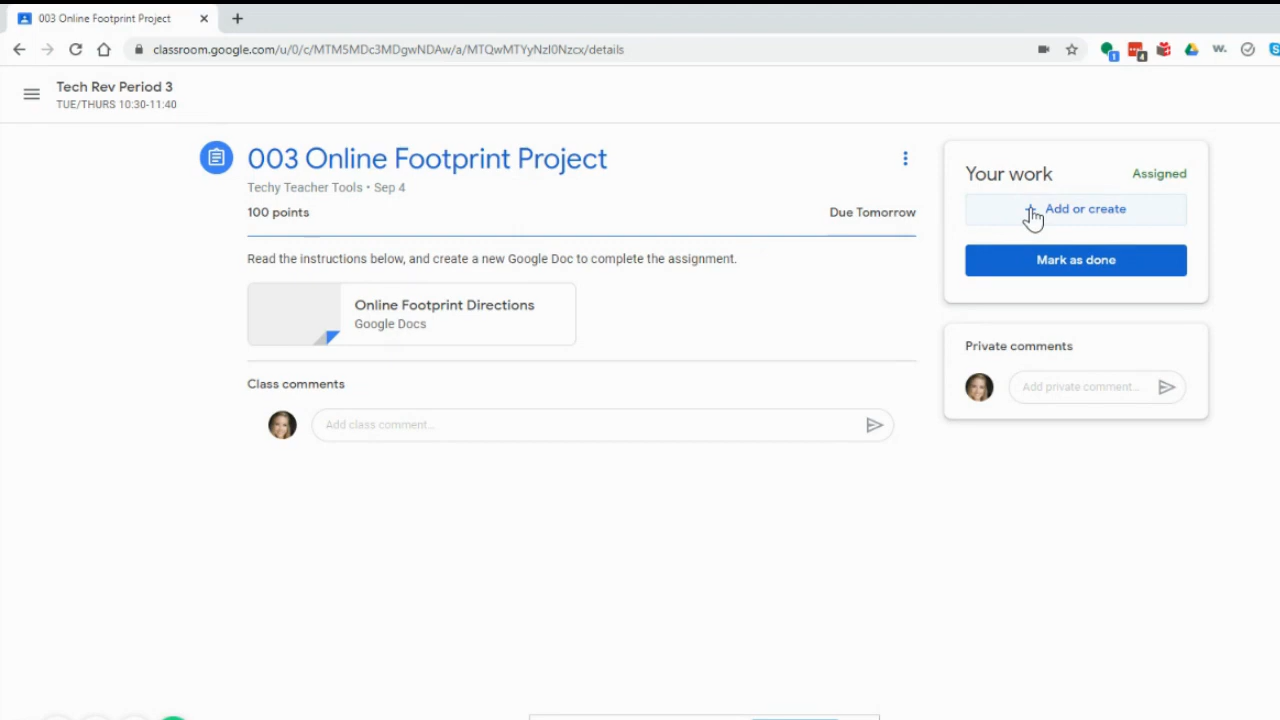 003 Online Footprint Project
classroom.google.com/u/0/c/MTM5MDc3MDgwNDAw/a/MTQwMTYyNzI0Nzcx/details
1
4
w.
Tech Rev Period 3
TUE/THURS 10:30-11:40
003 Online Footprint Project
Techy Teacher Tools • Sep 4
100 points
Due Tomorrow
Read the instructions below, and create a new Google Doc to complete the assignment.
Online Footprint Directions
Google Docs
Class comments
Add class comment...
Your work
Assigned
+ Add or create
Mark as done
Private comments
Add private comment...